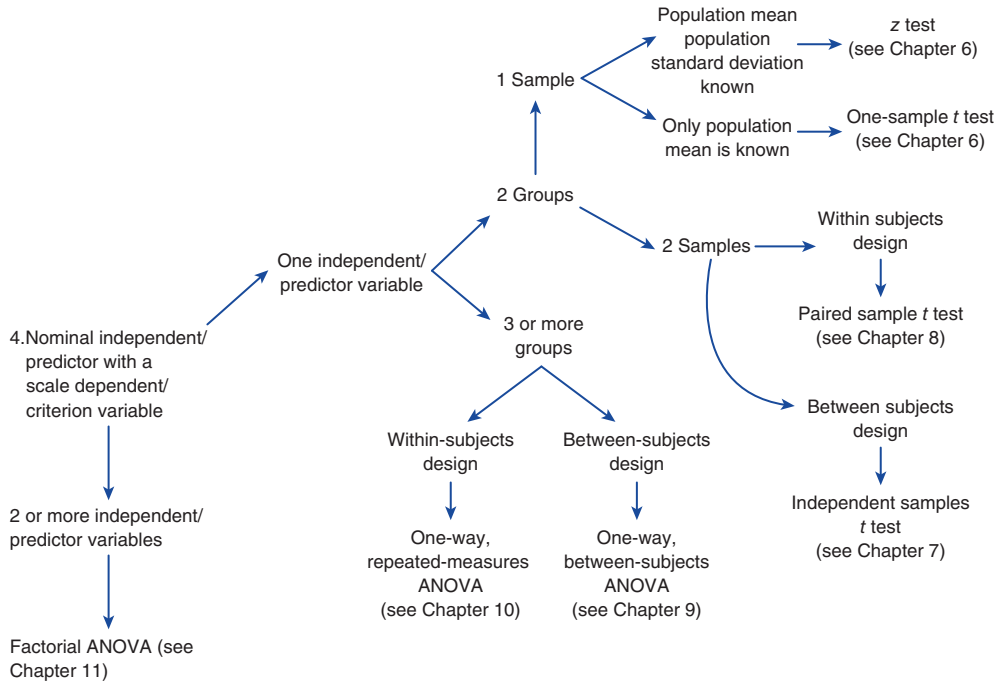 Population mean
population
standard deviation
known
z test
(see Chapter 6)
1 Sample
Only population
mean is known
One-sample t test
(see Chapter 6)
2 Groups
2 Samples
Within subjects
design
Paired sample t test
(see Chapter 8)
One independent/
predictor variable
3 or more
groups
4.Nominal independent/
predictor with a
scale dependent/
criterion variable
Between subjects
design
Independent samples
t test
(see Chapter 7)
Within-subjects
design
Between-subjects
design
2 or more independent/
predictor variables
One-way,
repeated-measures
ANOVA
(see Chapter 10)
One-way,
between-subjects
ANOVA
(see Chapter 9)
Factorial ANOVA (see
Chapter 11)